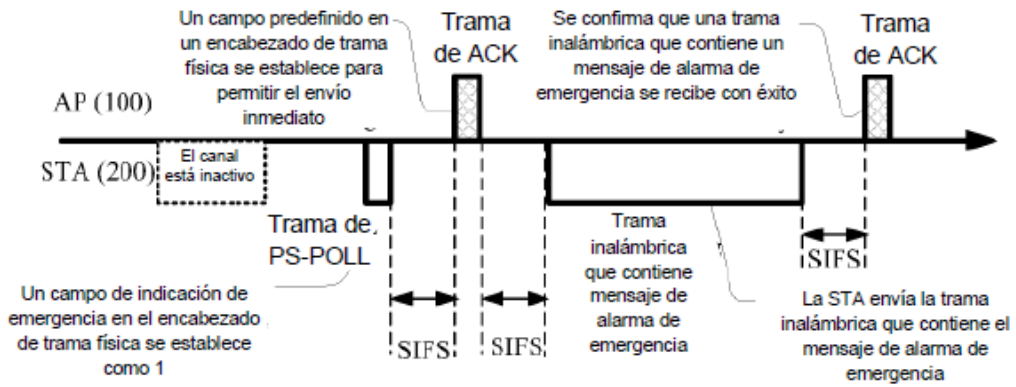 Un campo predefinido en
un encabezado de trama
física se establece para
permitir el envío
inmediato
Trama
de ACK
Se confirma que una trama
inalámbrica que contiene un
mensaje de alarma de
emergencia se recibe con éxito
Trama
de ACK
AP (100)
STA (200)
El canal
está inactivo
Trama de
PS-POLL
Un campo de indicación de
emergencia en el encabezado
de trama física se establece
como 1
SIFS
SIFS
Trama
inalámbrica
que contiene
mensaje de
alarma de
emergencia
SIFS
La STA envía la trama
inalámbrica que contiene el
mensaje de alarma de
emergencia